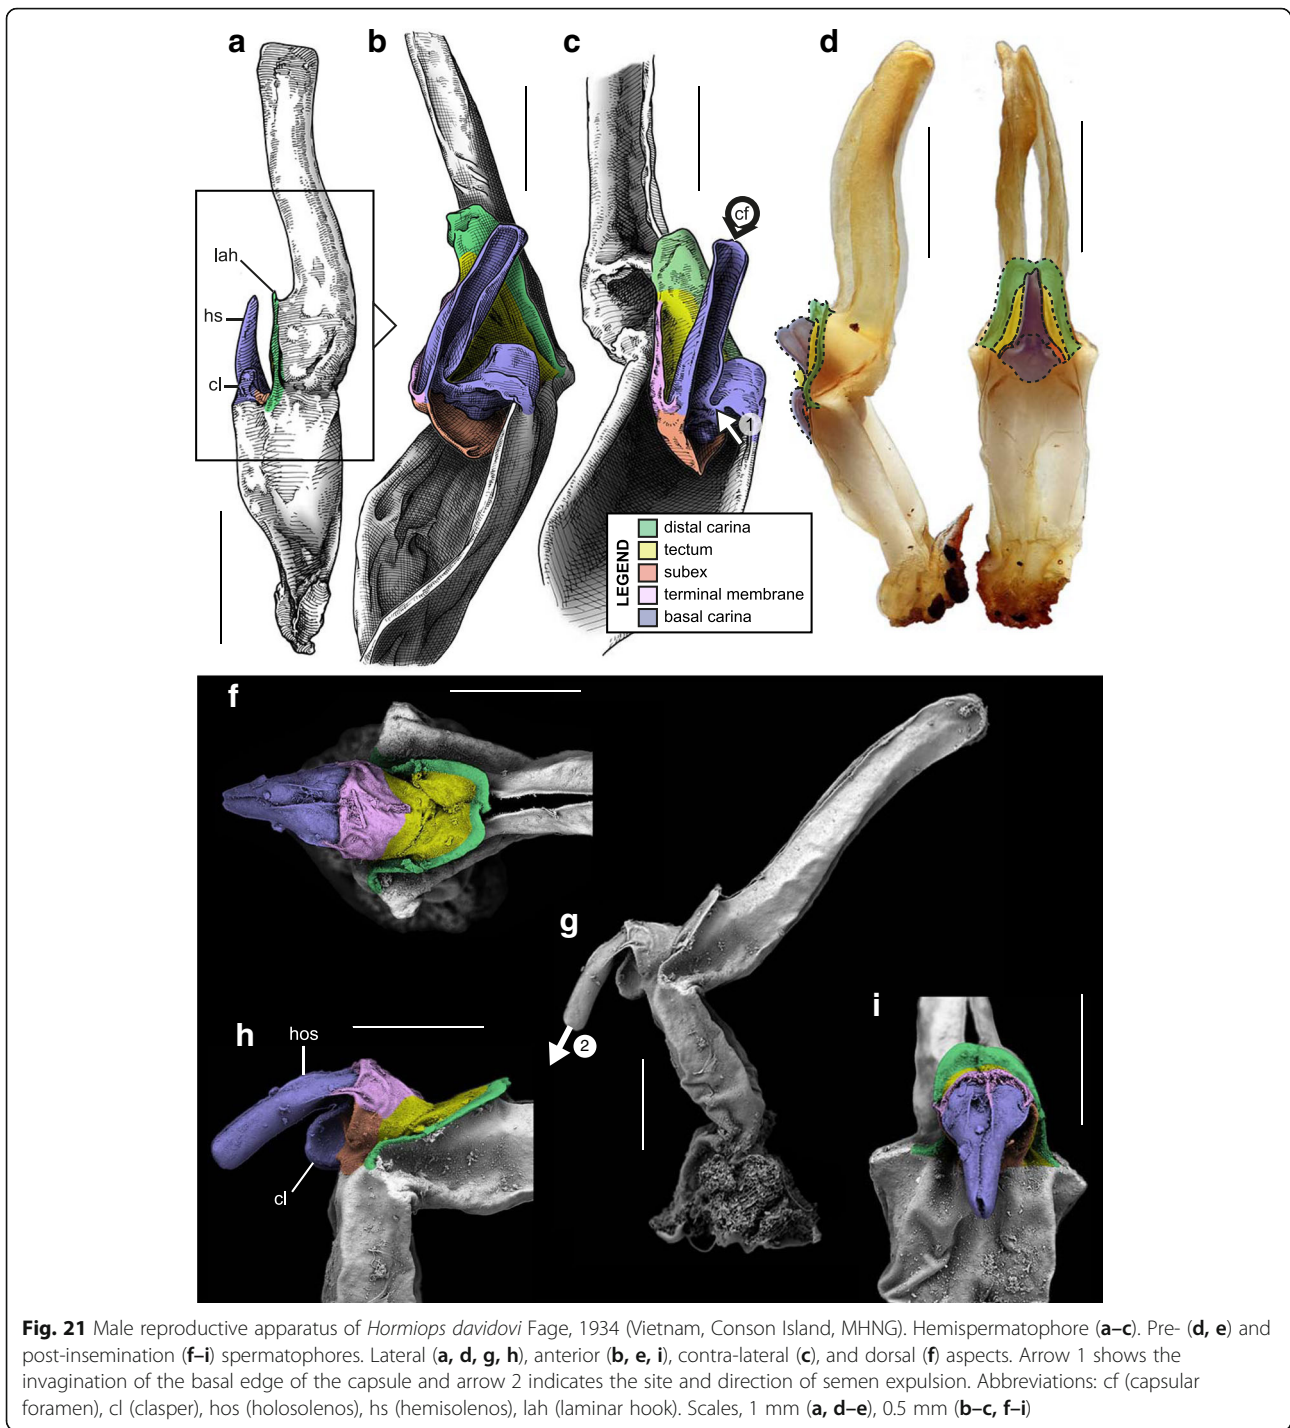 a b c d
lah
hs
cl
cf
1
LEGEND
distal carina
tectum
subex
terminal membrane
basal carina
f
g
2
h
hos
cl
i
Fig. 21 Male reproductive apparatus of Hormiops davidovi Fage, 1934 (Vietnam, Conson Island, MHNG). Hemispermatophore (a–c). Pre- (d, e) and
post-insemination (f–i) spermatophores. Lateral (a, d, g, h), anterior (b, e, i), contra-lateral (c), and dorsal (f) aspects. Arrow 1 shows the
invagination of the basal edge of the capsule and arrow 2 indicates the site and direction of semen expulsion. Abbreviations: cf (capsular
foramen), cl (clasper), hos (holosolenos), hs (hemisolenos), lah (laminar hook). Scales, 1 mm (a, d–e), 0.5 mm (b–c, f–i)